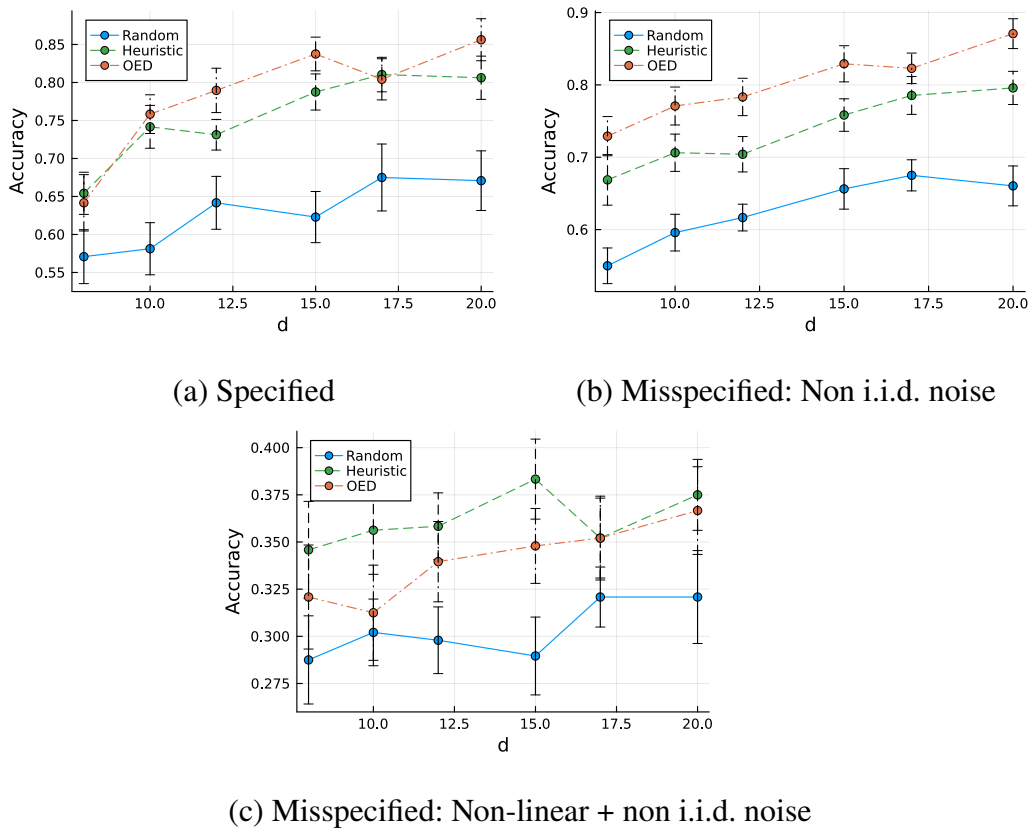 Accuracy
0.85
0.80
0.75
0.70
0.65
0.60
0.55
Random
Heuristic
OED
10.0 12.5 15.0 17.5 20.0
d
(a) Specified
Accuracy
0.9
0.8
0.7
0.6
Random
Heuristic
OED
10.0 12.5 15.0 17.5 20.0
d
(b) Misspecified: Non i.i.d. noise
Accuracy
0.400
0.375
0.350
0.325
0.300
0.275
Random
Heuristic
OED
10.0 12.5 15.0 17.5 20.0
d
(c) Misspecified: Non-linear + non i.i.d. noise